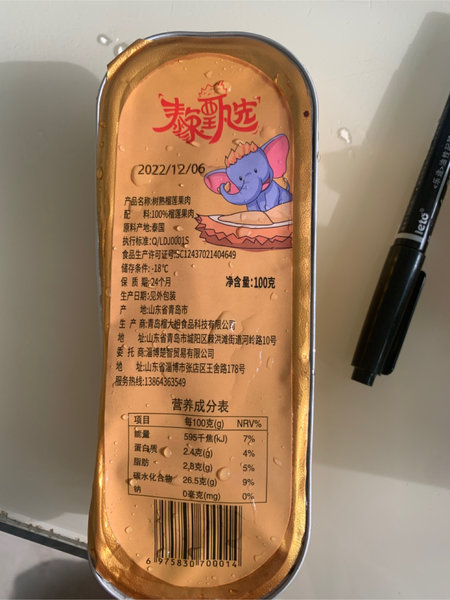 泰家甄选
2022/12/06
产品名称:树熟榴莲果肉
配 料:100%榴莲果肉
原料产地:泰国
执行标准:Q/LDJ0001S
食品生产许可证号:SC12437021404649
储存条件:-18℃
保 质 期:24个月
净含量:100克
生产日期:见外包装
产 地:山东省青岛市
生 产 商:青岛榴大姐食品科技有限公司
地 址:山东省青岛市城阳区棘洪滩街道河岭路10号
委 托 商:淄博楚智贸易有限公司
地 址:山东省淄博市张店区王舍路178号
服务热线:13864363549
营养成分表
项目 每100克(g) NRV%
能量 595千焦(kJ) 7%
蛋白质 2.4克(g) 4%
脂肪 2.8克(g) 5%
碳水化合物 26.5克(g) 9%
钠 0毫克(mg) 0%
6 975830 700014
leto